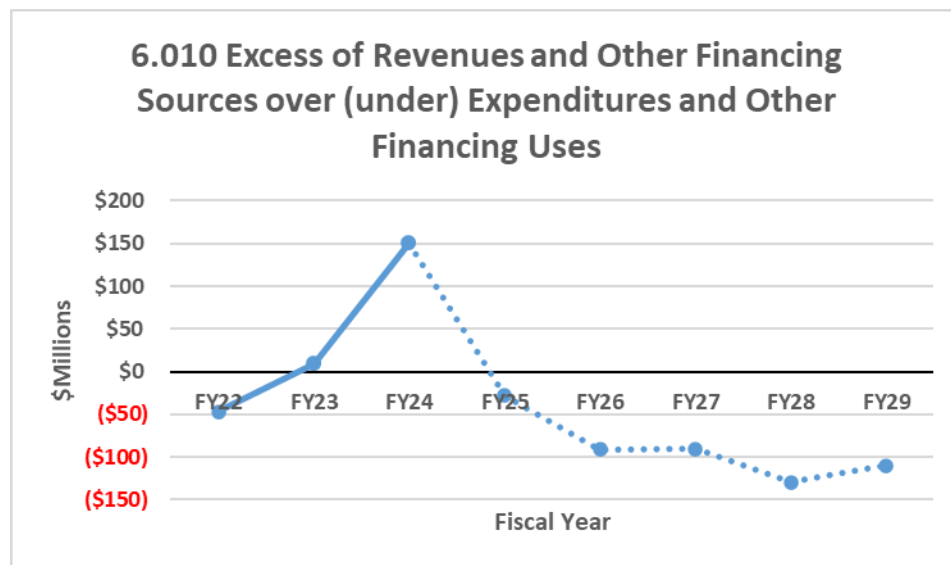 6.010 Excess of Revenues and Other Financing
Sources over (under) Expenditures and Other
Financing Uses
$200
$150
$100
$50
$0
($50)
($100)
($150)
$Millions
FY22 FY23 FY24 FY25 FY26 FY27 FY28 FY29
Fiscal Year